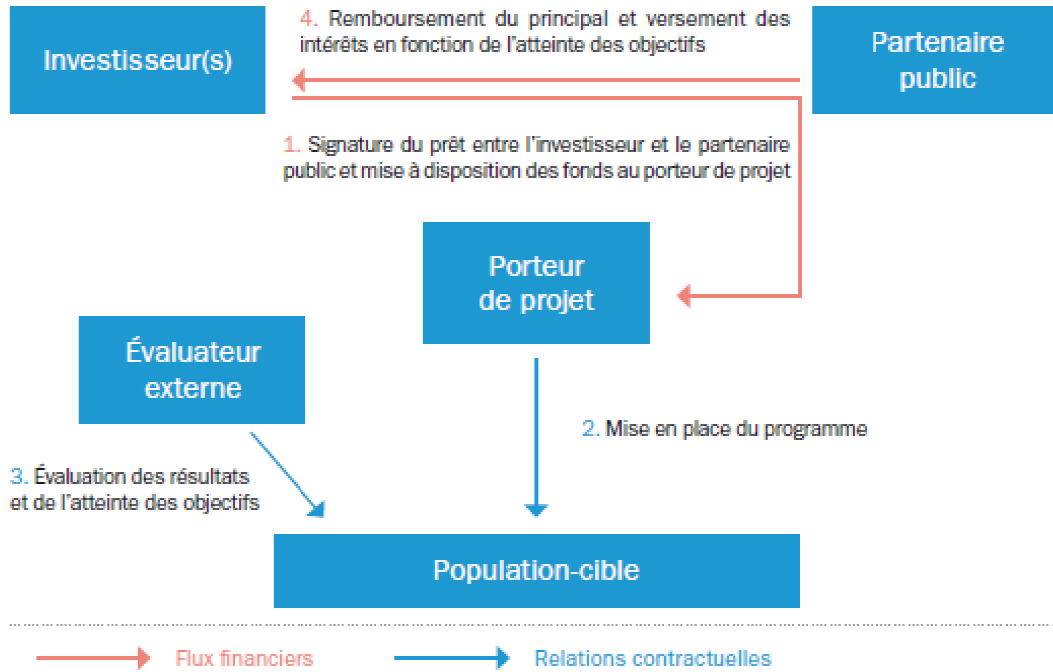 Investisseur(s)
4. Remboursement du principal et versement des
intérêts en fonction de l'atteinte des objectifs
Partenaire
public
1. Signature du prêt entre l'investisseur et le partenaire
public et mise à disposition des fonds au porteur de projet
Porteur
de projet
Évaluateur
externe
2. Mise en place du programme
3. Évaluation des résultats
et de l'atteinte des objectifs
Population-cible
Flux financiers
Relations contractuelles